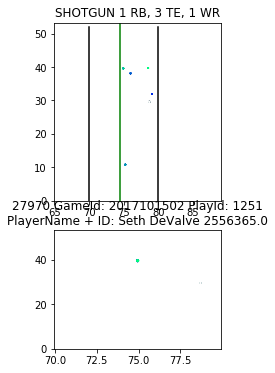 SHOTGUN 1 RB, 3 TE, 1 WR
50
40
30
20
10
0
65 70 75 80 85
27970 GameId: 2017101502 PlayId: 1251
PlayerName + ID: Seth DeValve 2556365.0
40
20
0
70.0 72.5 75.0 77.5